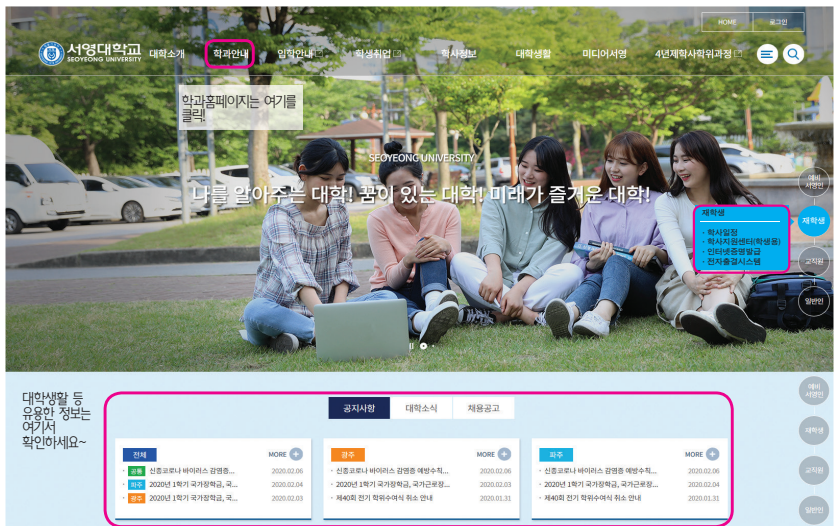 HOME 로그인
서영대학교 SEOYEONG UNIVERSITY 대학소개 학과안내 입학안내 학생취업 학사정보 대학생활 미디어서영 4년제학사학위과정
학과홈페이지는 여기를
클릭!
SEOYEONG UNIVERSITY
나를 알아주는 대학! 꿈이 있는 대학! 미래가 즐거운 대학!
예비
서영인
재학생
교직원
일반인
재학생
· 학사일정
· 학사지원센터(학생용)
· 인터넷증명발급
· 전자출결시스템
대학생활 등
유용한 정보는
여기서
확인하세요~
공지사항 대학소식 채용공고
전체 MORE +
· 공통 신종코로나 바이러스 감염증... 2020.02.06
· 파주 2020년 1학기 국가장학금, 국... 2020.02.04
· 광주 2020년 1학기 국가장학금, 국... 2020.02.03
광주 MORE +
· 신종코로나 바이러스 감염증 예방수칙... 2020.02.06
· 2020년 1학기 국가장학금, 국가근로장... 2020.02.03
· 제40회 전기 학위수여식 취소 안내 2020.01.31
파주 MORE +
· 신종코로나 바이러스 감염증 예방수칙... 2020.02.06
· 2020년 1학기 국가장학금, 국가근로장... 2020.02.04
· 제40회 전기 학위수여식 취소 안내 2020.01.31
예비
서영인
재학생
교직원
일반인